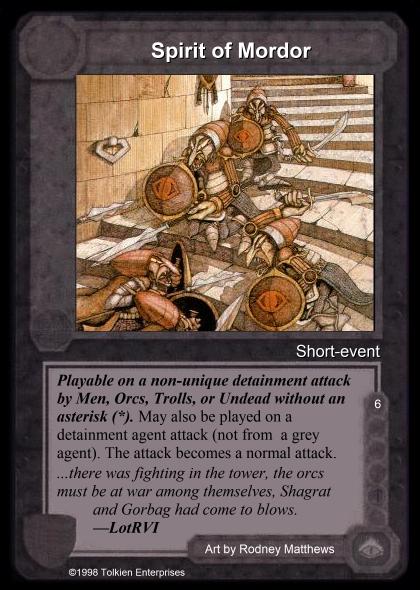 Spirit of Mordor
Short-event
Playable on a non-unique detainment attack
by Men, Orcs, Trolls, or Undead without an
asterisk (*). May also be played on a
detainment agent attack (not from a grey
agent). The attack becomes a normal attack.
6
...there was fighting in the tower, the orcs
must be at war among themselves, Shagrat
and Gorbag had come to blows.
—LotRVI
Art by Rodney Matthews
©1998 Tolkien Enterprises